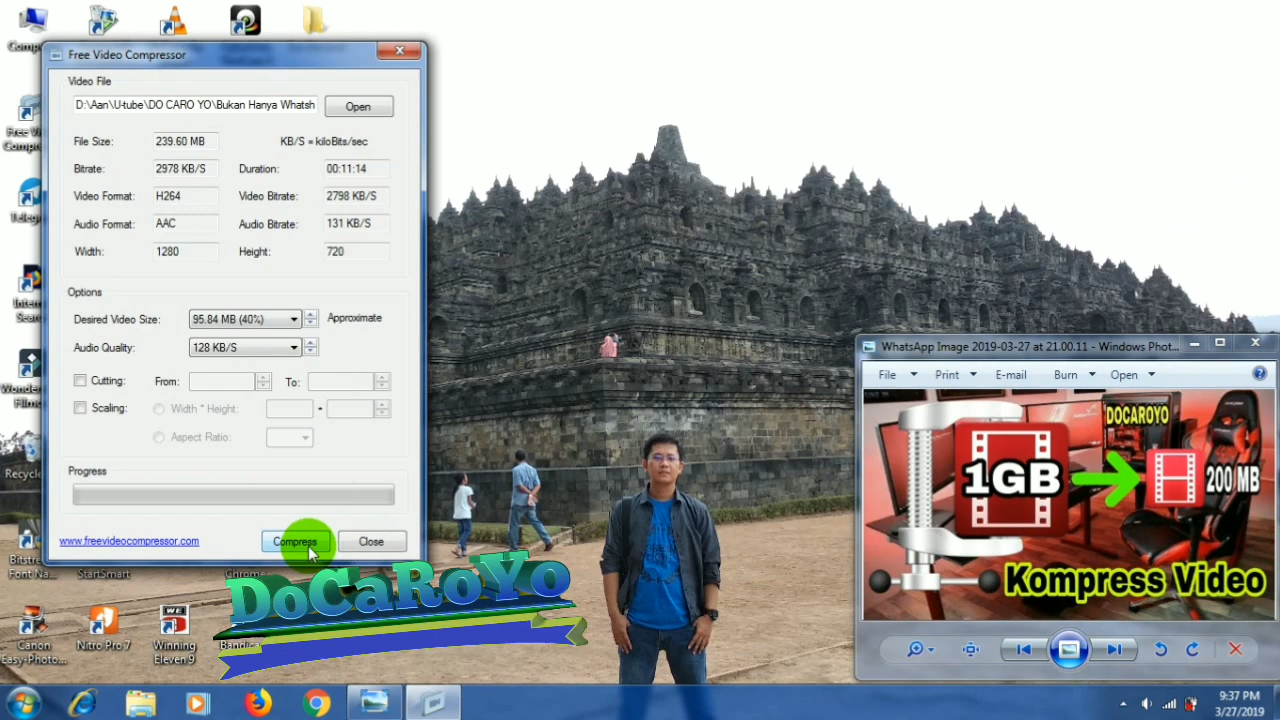 Free Video Compressor
Video File
D:\Aan\U-tube\DO CARO YO\Bukan Hanya Whatsh
Open
File Size: 239.60 MB KB/S = kiloBits/sec
Bitrate: 2978 KB/S Duration: 00:11:14
Video Format: H264 Video Bitrate: 2798 KB/S
Audio Format: AAC Audio Bitrate: 131 KB/S
Width: 1280 Height: 720
Options
Desired Video Size: 95.84 MB (40%) Approximate
Audio Quality: 128 KB/S
Cutting: From: To:
Scaling: Width * Height: *
Aspect Ratio:
Progress
www.freevideocompressor.com Compress Close
StartSmart
Font Na...
Canon
Easy-Photo...
Nitro Pro 7
Winning
Eleven 9
DoCaRoYo
WhatsApp Image 2019-03-27 at 21.00.11 - Windows Phot...
File Print E-mail Burn Open
DOCAROYO
1GB
200 MB
Kompress Video
9:37 PM
3/27/2019